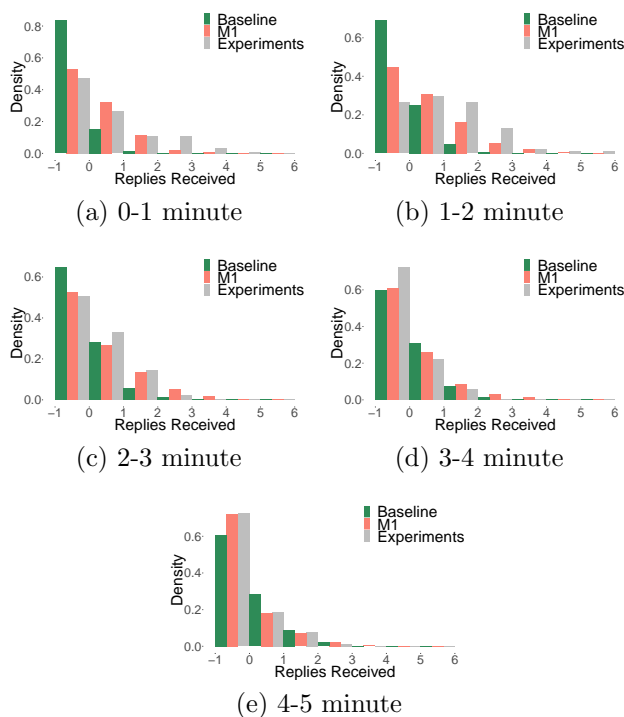 Baseline
M1
Experiments
Density
0.8
0.6
0.4
0.2
0.0
−1 0 1 2 3 4 5 6
Replies Received
(a) 0-1 minute
Baseline
M1
Experiments
Density
0.6
0.4
0.2
0.0
−1 0 1 2 3 4 5 6
Replies Received
(b) 1-2 minute
Baseline
M1
Experiments
Density
0.6
0.4
0.2
0.0
−1 0 1 2 3 4 5 6
Replies Received
(c) 2-3 minute
Baseline
M1
Experiments
Density
0.6
0.4
0.2
0.0
−1 0 1 2 3 4 5 6
Replies Received
(d) 3-4 minute
Baseline
M1
Experiments
Density
0.6
0.4
0.2
0.0
−1 0 1 2 3 4 5 6
Replies Received
(e) 4-5 minute